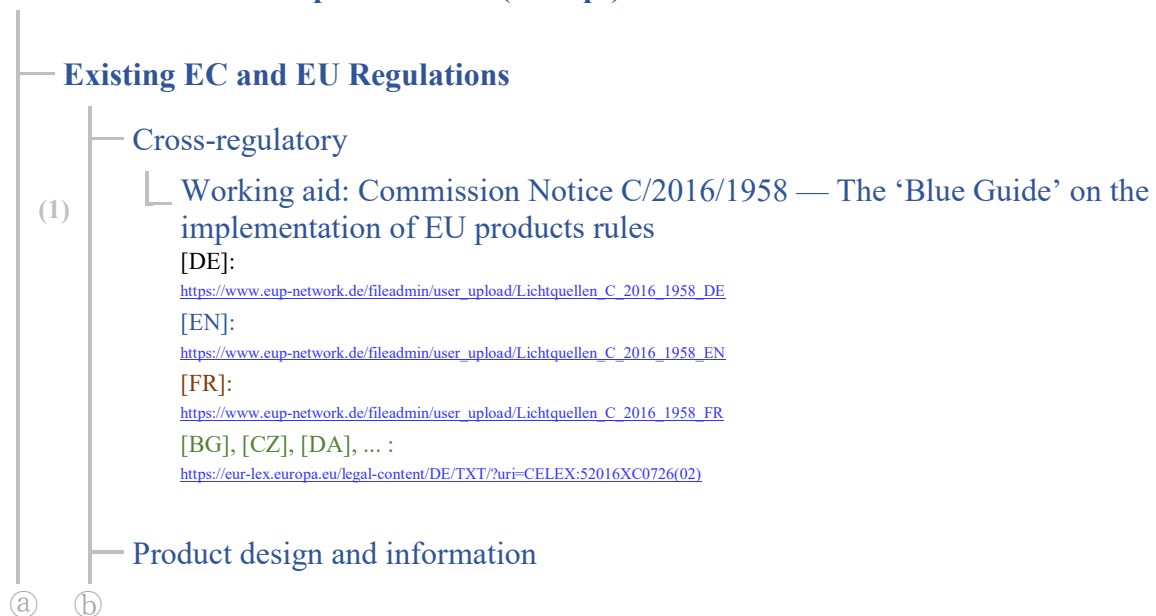 Existing EC and EU Regulations
Cross-regulatory
(1)
Working aid: Commission Notice C/2016/1958 — The ‘Blue Guide’ on the
implementation of EU products rules
[DE]:
https://www.eup-network.de/fileadmin/user_upload/Lichtquellen_C_2016_1958_DE
[EN]:
https://www.eup-network.de/fileadmin/user_upload/Lichtquellen_C_2016_1958_EN
[FR]:
https://www.eup-network.de/fileadmin/user_upload/Lichtquellen_C_2016_1958_FR
[BG], [CZ], [DA], ... :
https://eur-lex.europa.eu/legal-content/DE/TXT/?uri=CELEX:52016XC0726(02)
Product design and information
ⓐ ⓑ